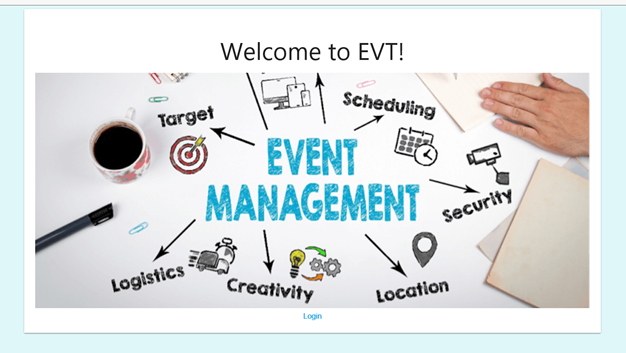 Welcome to EVT!
Target
Scheduling
EVENT
MANAGEMENT
Security
Logistics
Creativity
Location
Login